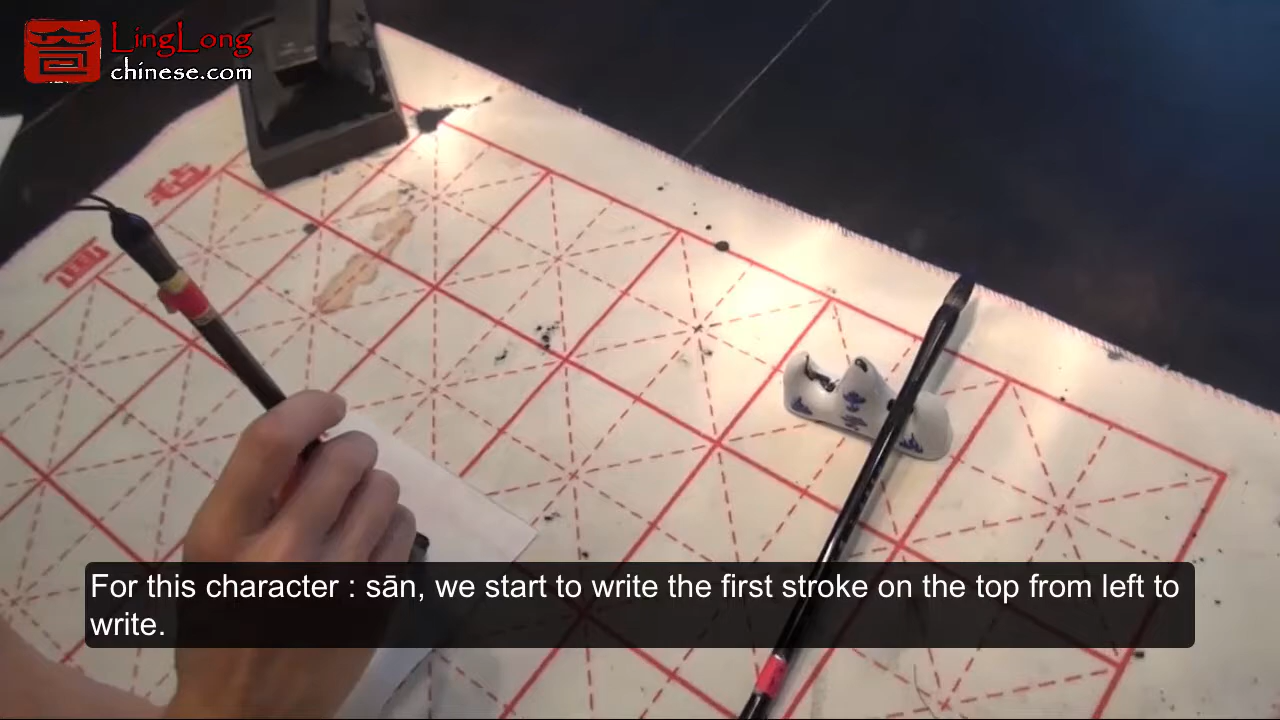 LingLong
chinese.com
For this character : sān, we start to write the first stroke on the top from left to
write.